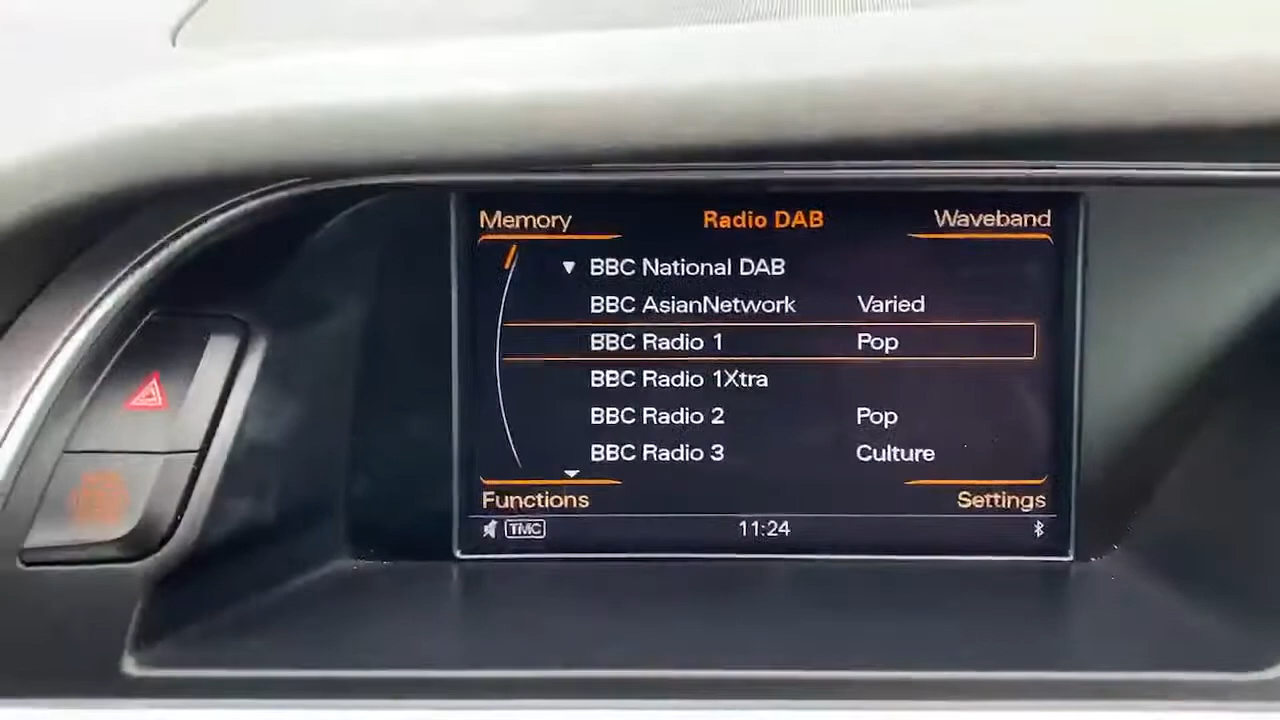 Memory Radio DAB Waveband
BBC National DAB
BBC AsianNetwork Varied
BBC Radio 1 Pop
BBC Radio 1Xtra
BBC Radio 2 Pop
BBC Radio 3 Culture
Functions Settings
TMC 11:24